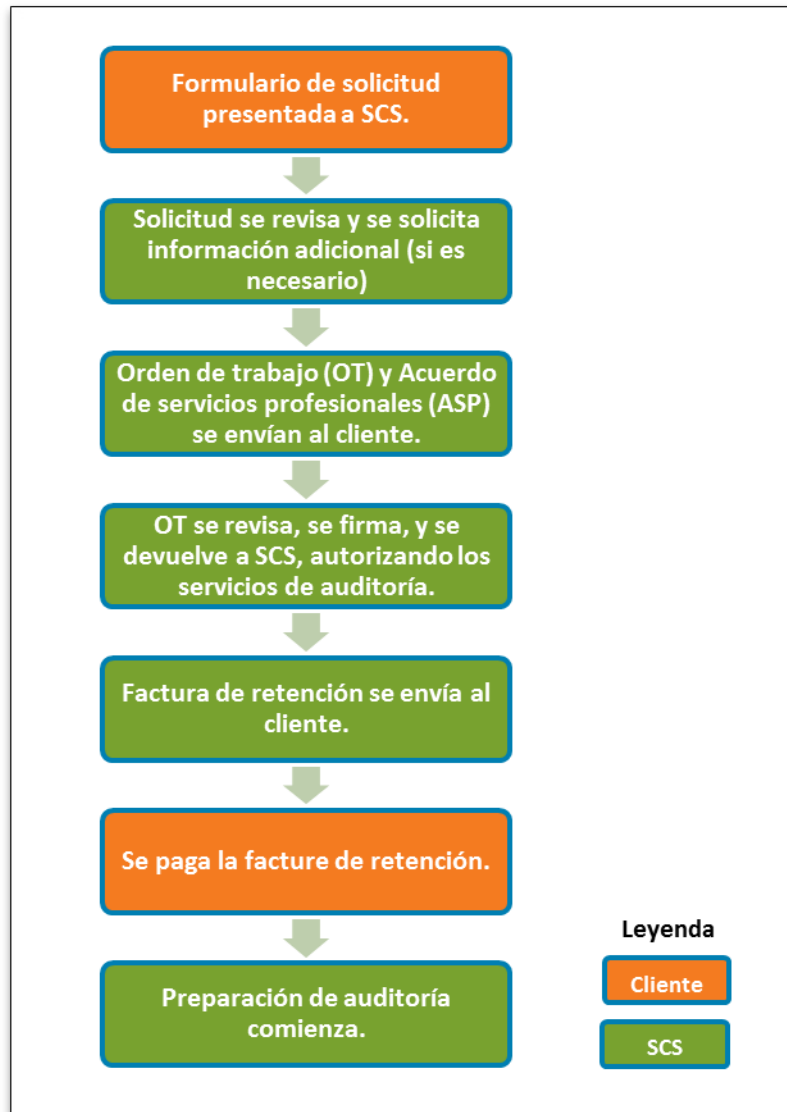 Formulario de solicitud
presentada a SCS.
Solicitud se revisa y se solicita
información adicional (si es
necesario)
Orden de trabajo (OT) y Acuerdo
de servicios profesionales (ASP)
se envían al cliente.
OT se revisa, se firma, y se
devuelve a SCS, autorizando los
servicios de auditoría.
Factura de retención se envía al
cliente.
Se paga la facture de retención.
Preparación de auditoría
comienza.
Leyenda
Cliente
SCS